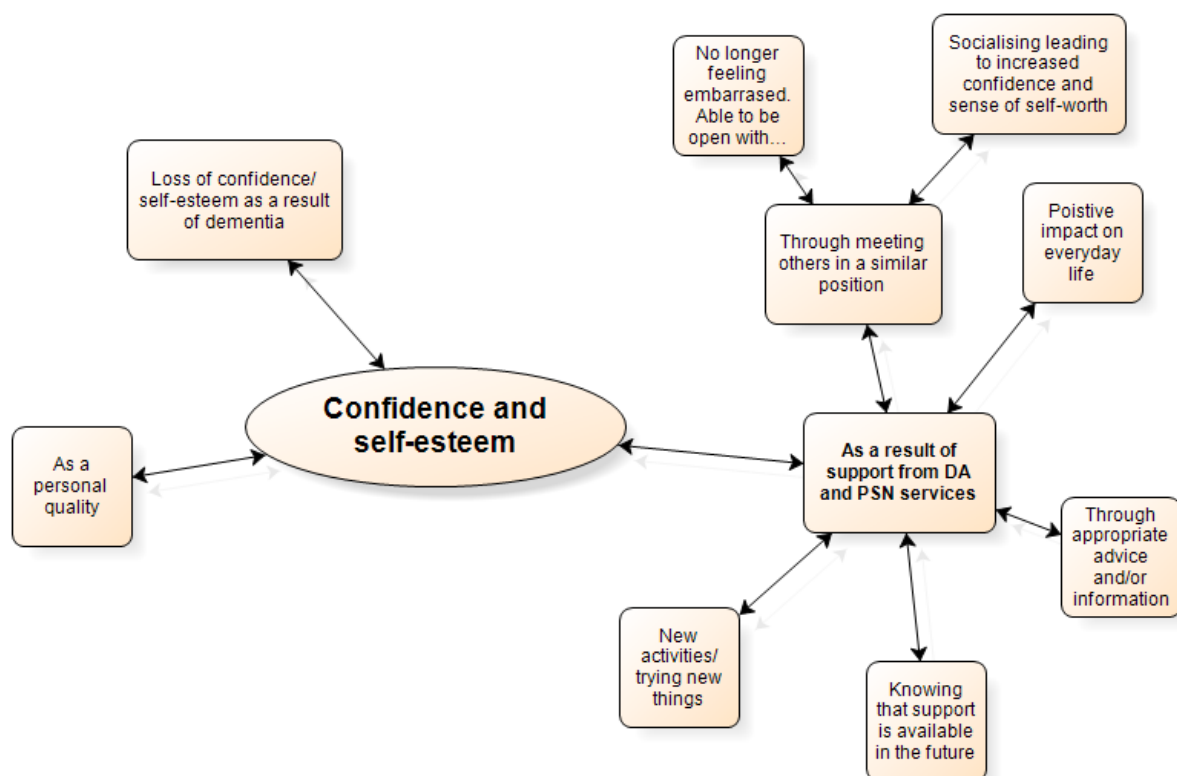 No longer
feeling
embarrased.
Able to be
open with...
Socialising leading
to increased
confidence and
sense of self-worth
Loss of confidence/
self-esteem as a result
of dementia
Through meeting
others in a similar
position
Poistive
impact on
everyday
life
Confidence and
self-esteem
As a
personal
quality
As a result of
support from DA
and PSN services
Through
appropriate
advice
and/or
information
New
activities/
trying new
things
Knowing
that support
is available
in the future